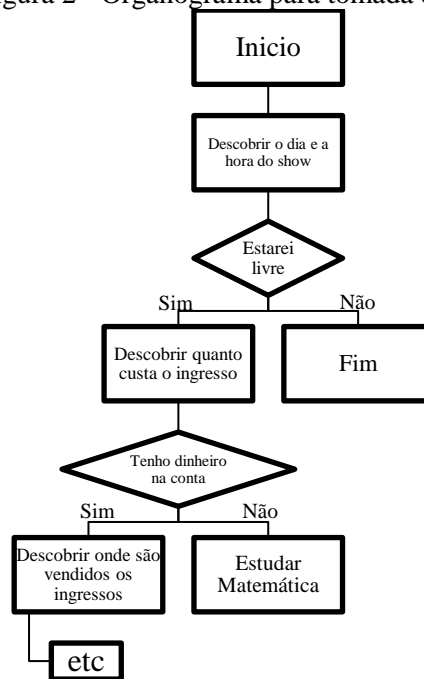 gura 2 - Organograma para tomada
Inicio
Descobrir o dia e a
hora do show
Estarei
livre
Sim Não
Descobrir quanto
custa o ingresso
Fim
Tenho dinheiro
na conta
Sim Não
Descobrir onde são
vendidos os
ingressos
Estudar
Matemática
etc